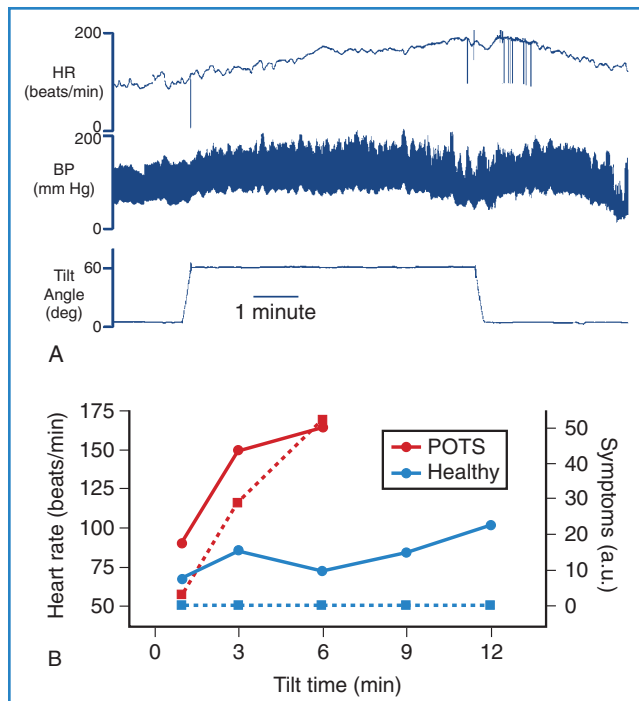 200
HR
(beats/min)
0
200
BP
(mm Hg)
0
60
Tilt
Angle
(deg)
0
1 minute
A
175
150
125
100
75
50
Heart rate (beats/min)
POTS
Healthy
50
40
30
20
10
0
Symptoms (a.u.)
0 3 6 9 12
B
Tilt time (min)